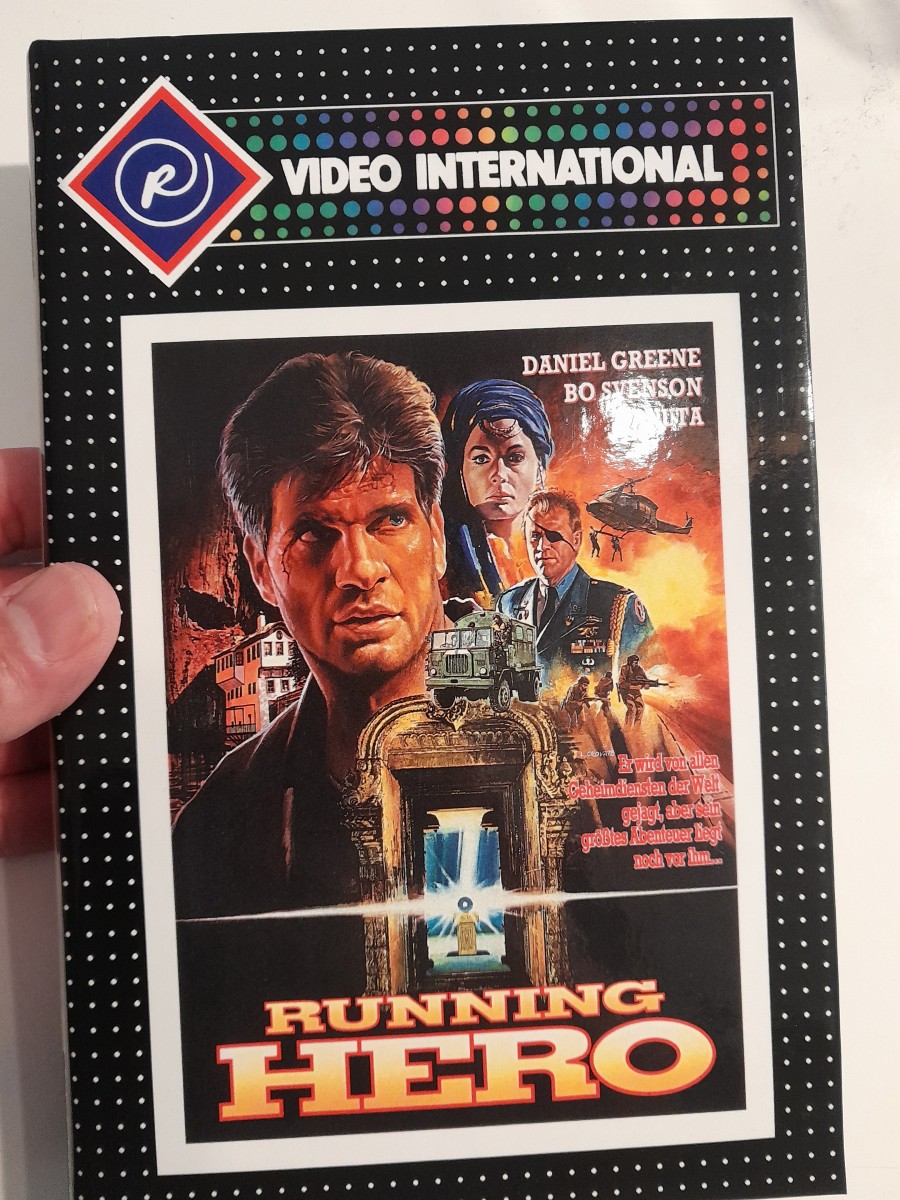 R
VIDEO INTERNATIONAL
DANIEL GREENE
BO SVENSON
Er wird von allen
Geheimdiensten der Welt
gejagt, aber sein
größtes Abenteuer liegt
noch vor ihm...
RUNNING
HERO